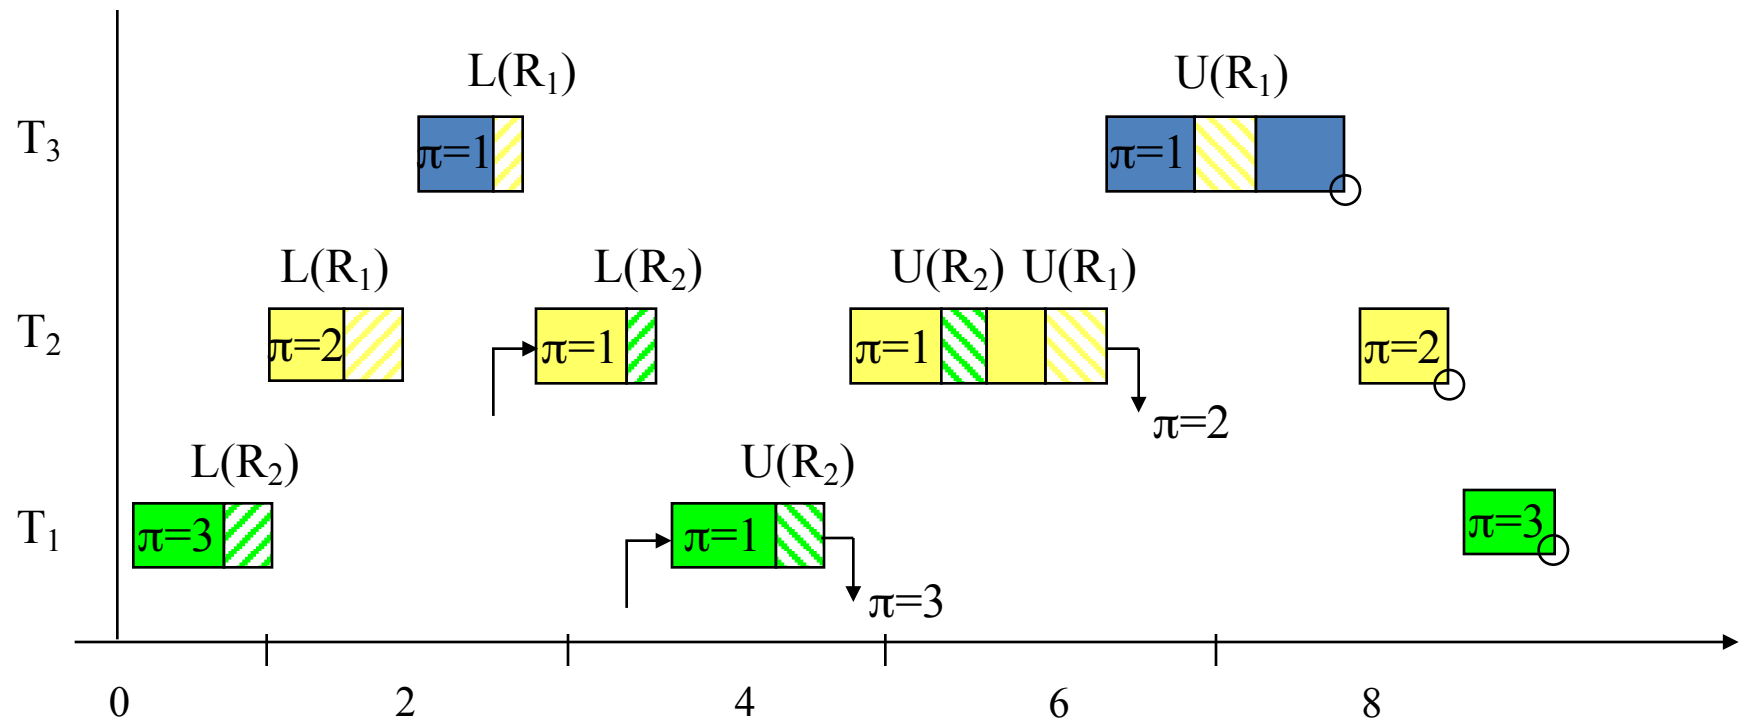 L(R₁) U(R₁)
T₃ π=1 π=1
L(R₁) L(R₂) U(R₂) U(R₁)
T₂ π=2 π=1 π=1 π=2
π=2
L(R₂) U(R₂)
T₁ π=3 π=1 π=3
π=3
0 2 4 6 8